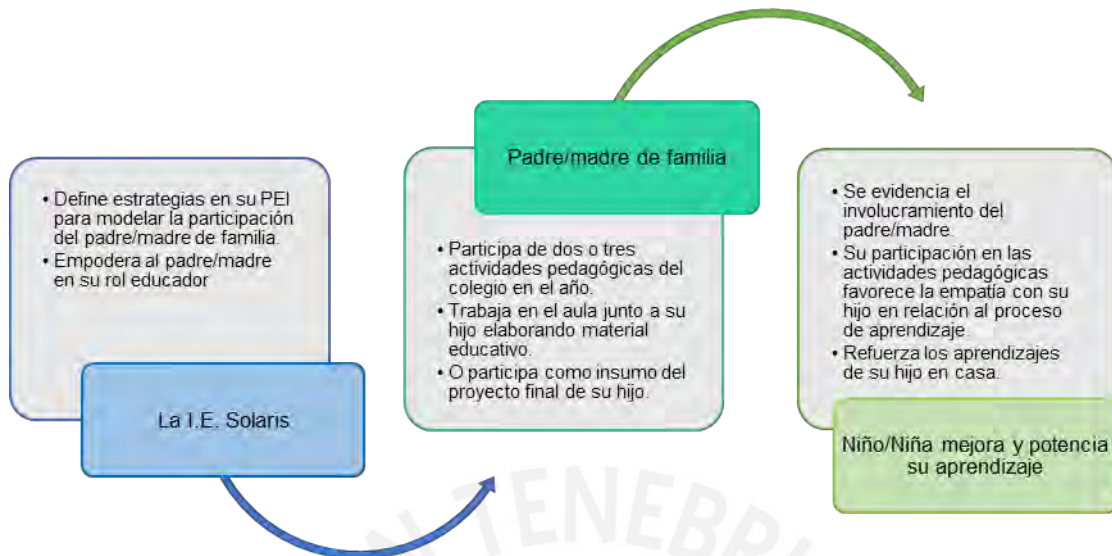 • Define estrategias en su PEI
para modelar la participación
del padre/madre de familia.
• Empodera al padre/madre
en su rol educador
La I.E. Solaris
Padre/madre de familia
• Participa de dos o tres
actividades pedagógicas del
colegio en el año.
• Trabaja en el aula junto a su
hijo elaborando material
educativo.
• O participa como insumo del
proyecto final de su hijo.
• Se evidencia el
involucramiento del
padre/madre.
• Su participación en las
actividades pedagógicas
favorece la empatía con su
hijo en relación al proceso
de aprendizaje.
• Refuerza los aprendizajes
de su hijo en casa.
Niño/Niña mejora y potencia
su aprendizaje
TENEBR